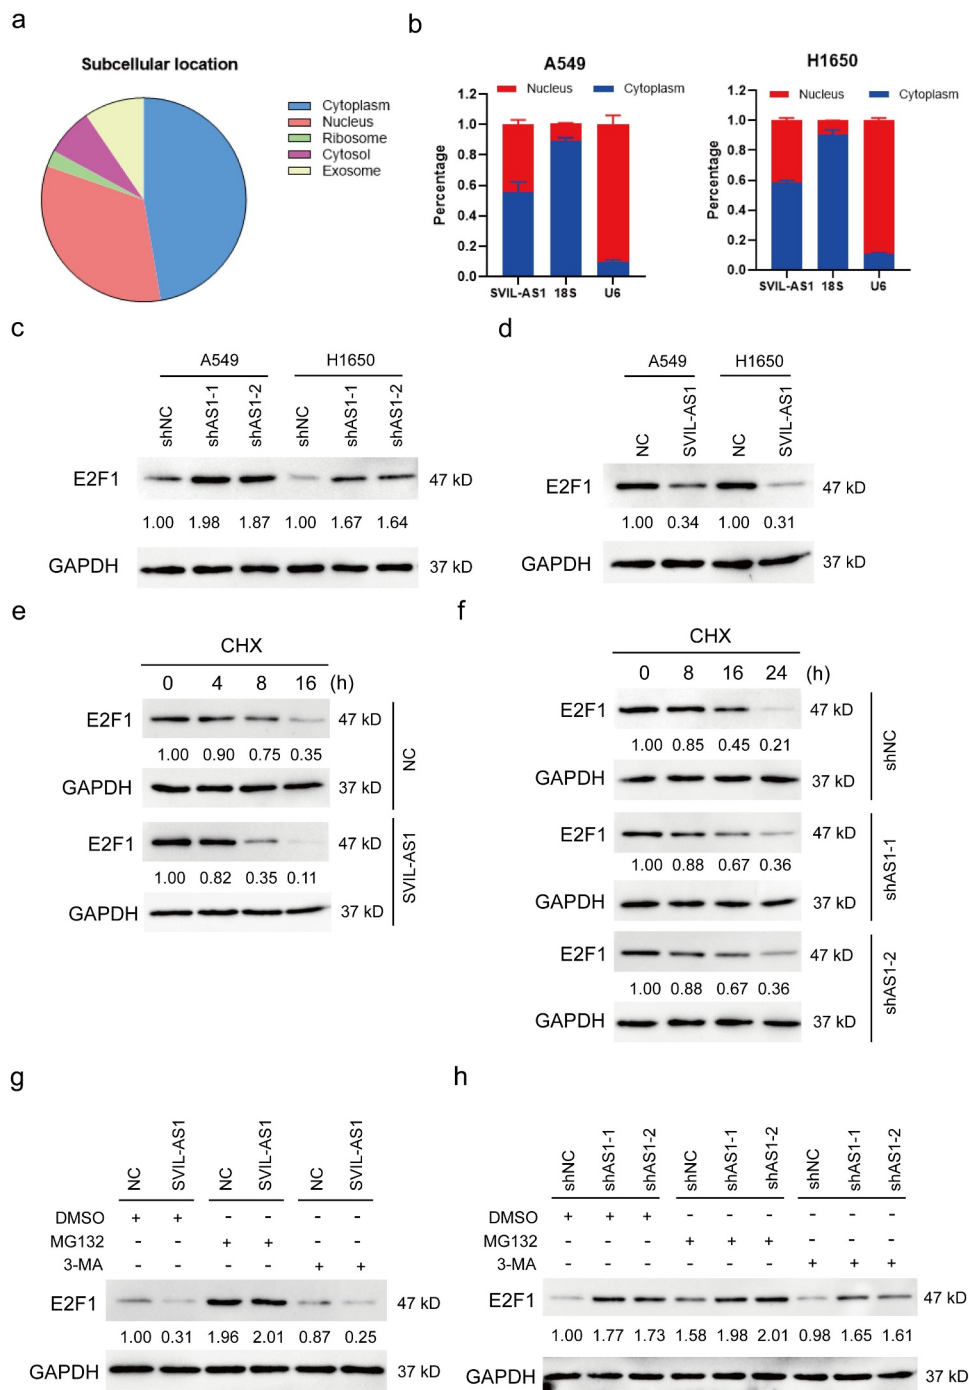 a
Subcellular location
Cytoplasm
Nucleus
Ribosome
Cytosol
Exosome
b
A549
Nucleus Cytoplasm
Percentage
1.2
1.0
0.8
0.6
0.4
0.2
0.0
SVIL-AS1 18S U6
H1650
Nucleus Cytoplasm
Percentage
1.2
1.0
0.8
0.6
0.4
0.2
0.0
SVIL-AS1 18S U6
c
A549 H1650
shNC shAS1-1 shAS1-2 shNC shAS1-1 shAS1-2
E2F1 47 kD
1.00 1.98 1.87 1.00 1.67 1.64
GAPDH 37 kD
d
A549 H1650
NC SVIL-AS1 NC SVIL-AS1
E2F1 47 kD
1.00 0.34 1.00 0.31
GAPDH 37 kD
e
CHX
0 4 8 16 (h)
E2F1 47 kD
1.00 0.90 0.75 0.35
GAPDH 37 kD
NC
E2F1 47 kD
1.00 0.82 0.35 0.11
GAPDH 37 kD
SVIL-AS1
f
CHX
0 8 16 24 (h)
E2F1 47 kD
1.00 0.85 0.45 0.21
GAPDH 37 kD
shNC
E2F1 47 kD
1.00 0.88 0.67 0.36
GAPDH 37 kD
shAS1-1
E2F1 47 kD
1.00 0.88 0.67 0.36
GAPDH 37 kD
shAS1-2
g
NC SVIL-AS1 NC SVIL-AS1 NC SVIL-AS1
DMSO + + - - - -
MG132 - - + + - -
3-MA - - - - + +
E2F1 47 kD
1.00 0.31 1.96 2.01 0.87 0.25
GAPDH 37 kD
h
shNC shAS1-1 shAS1-2 shNC shAS1-1 shAS1-2 shNC shAS1-1 shAS1-2
DMSO + + + - - - - - -
MG132 - - - + + + - - -
3-MA - - - - - - + + +
E2F1 47 kD
1.00 1.77 1.73 1.58 1.98 2.01 0.98 1.65 1.61
GAPDH 37 kD